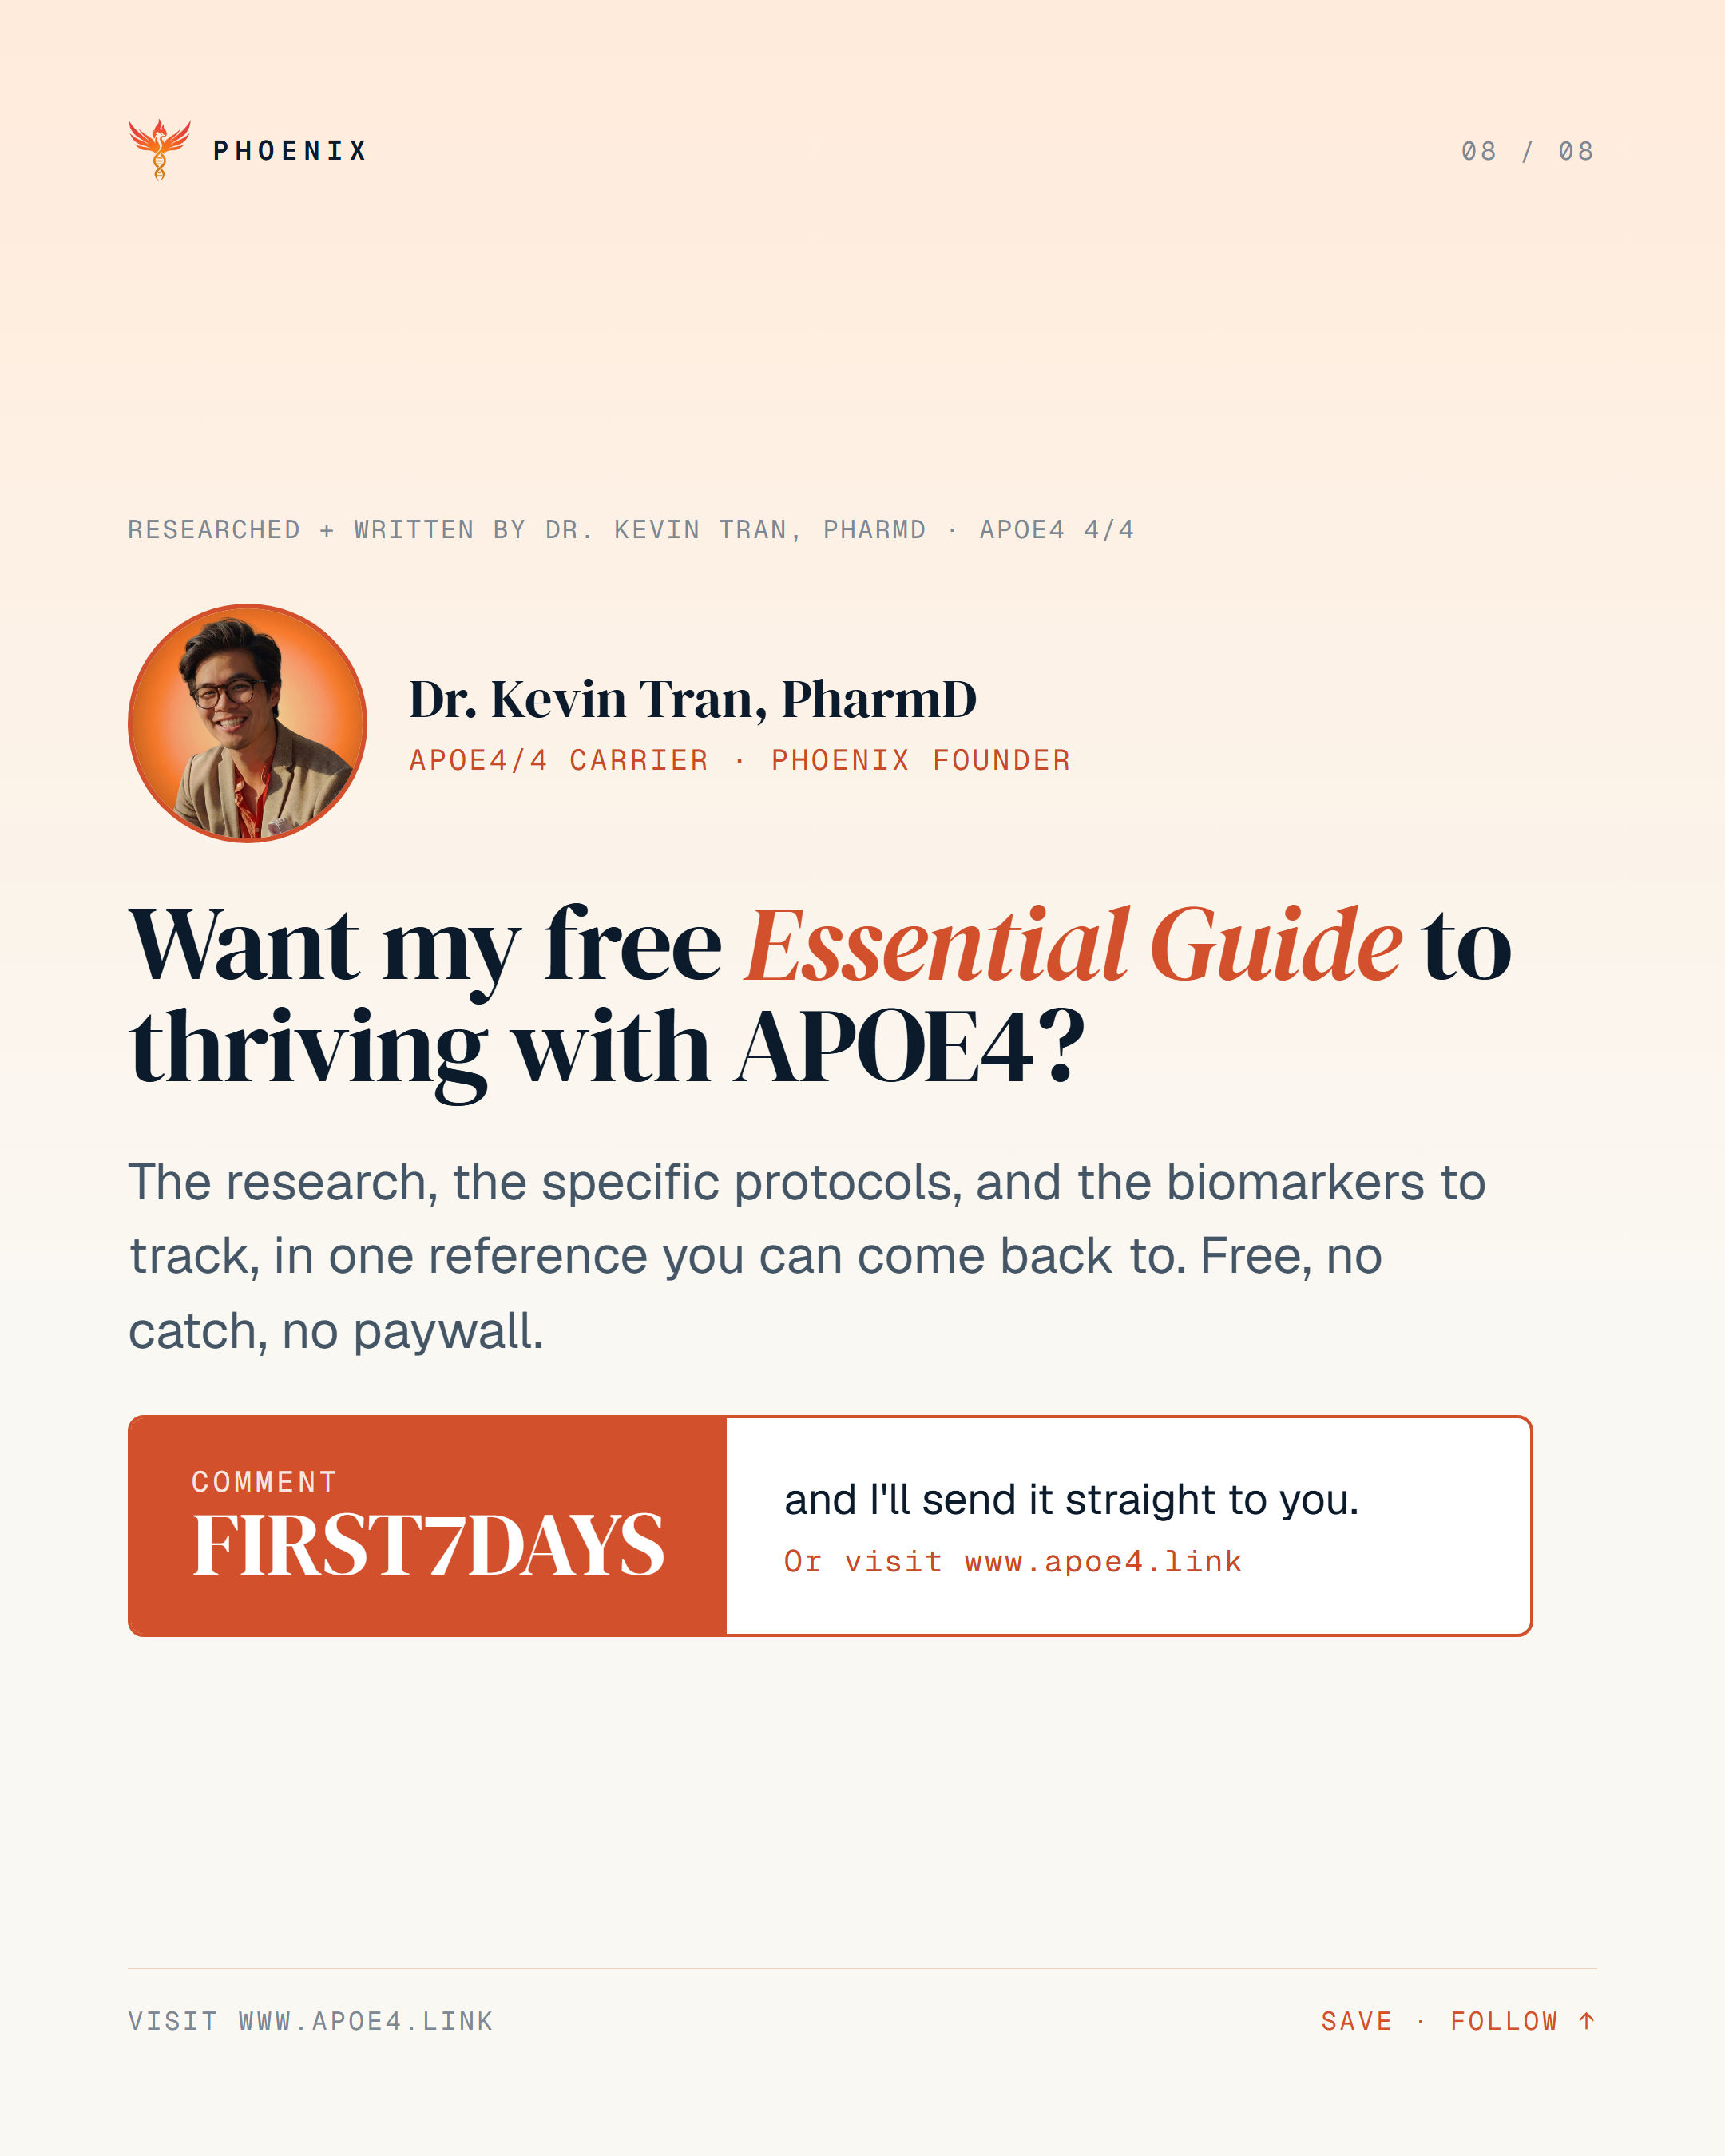 PHOENIX
08 / 08
RESEARCHED + WRITTEN BY DR. KEVIN TRAN, PHARMD · APOE4 4/4
Dr. Kevin Tran, PharmD
APOE4/4 CARRIER · PHOENIX FOUNDER
Want my free Essential Guide to
thriving with APOE4?
The research, the specific protocols, and the biomarkers to
track, in one reference you can come back to. Free, no
catch, no paywall.
COMMENT
FIRST7DAYS
and I'll send it straight to you.
Or visit www.apoe4.link
VISIT WWW.APOE4.LINK
SAVE · FOLLOW ↑